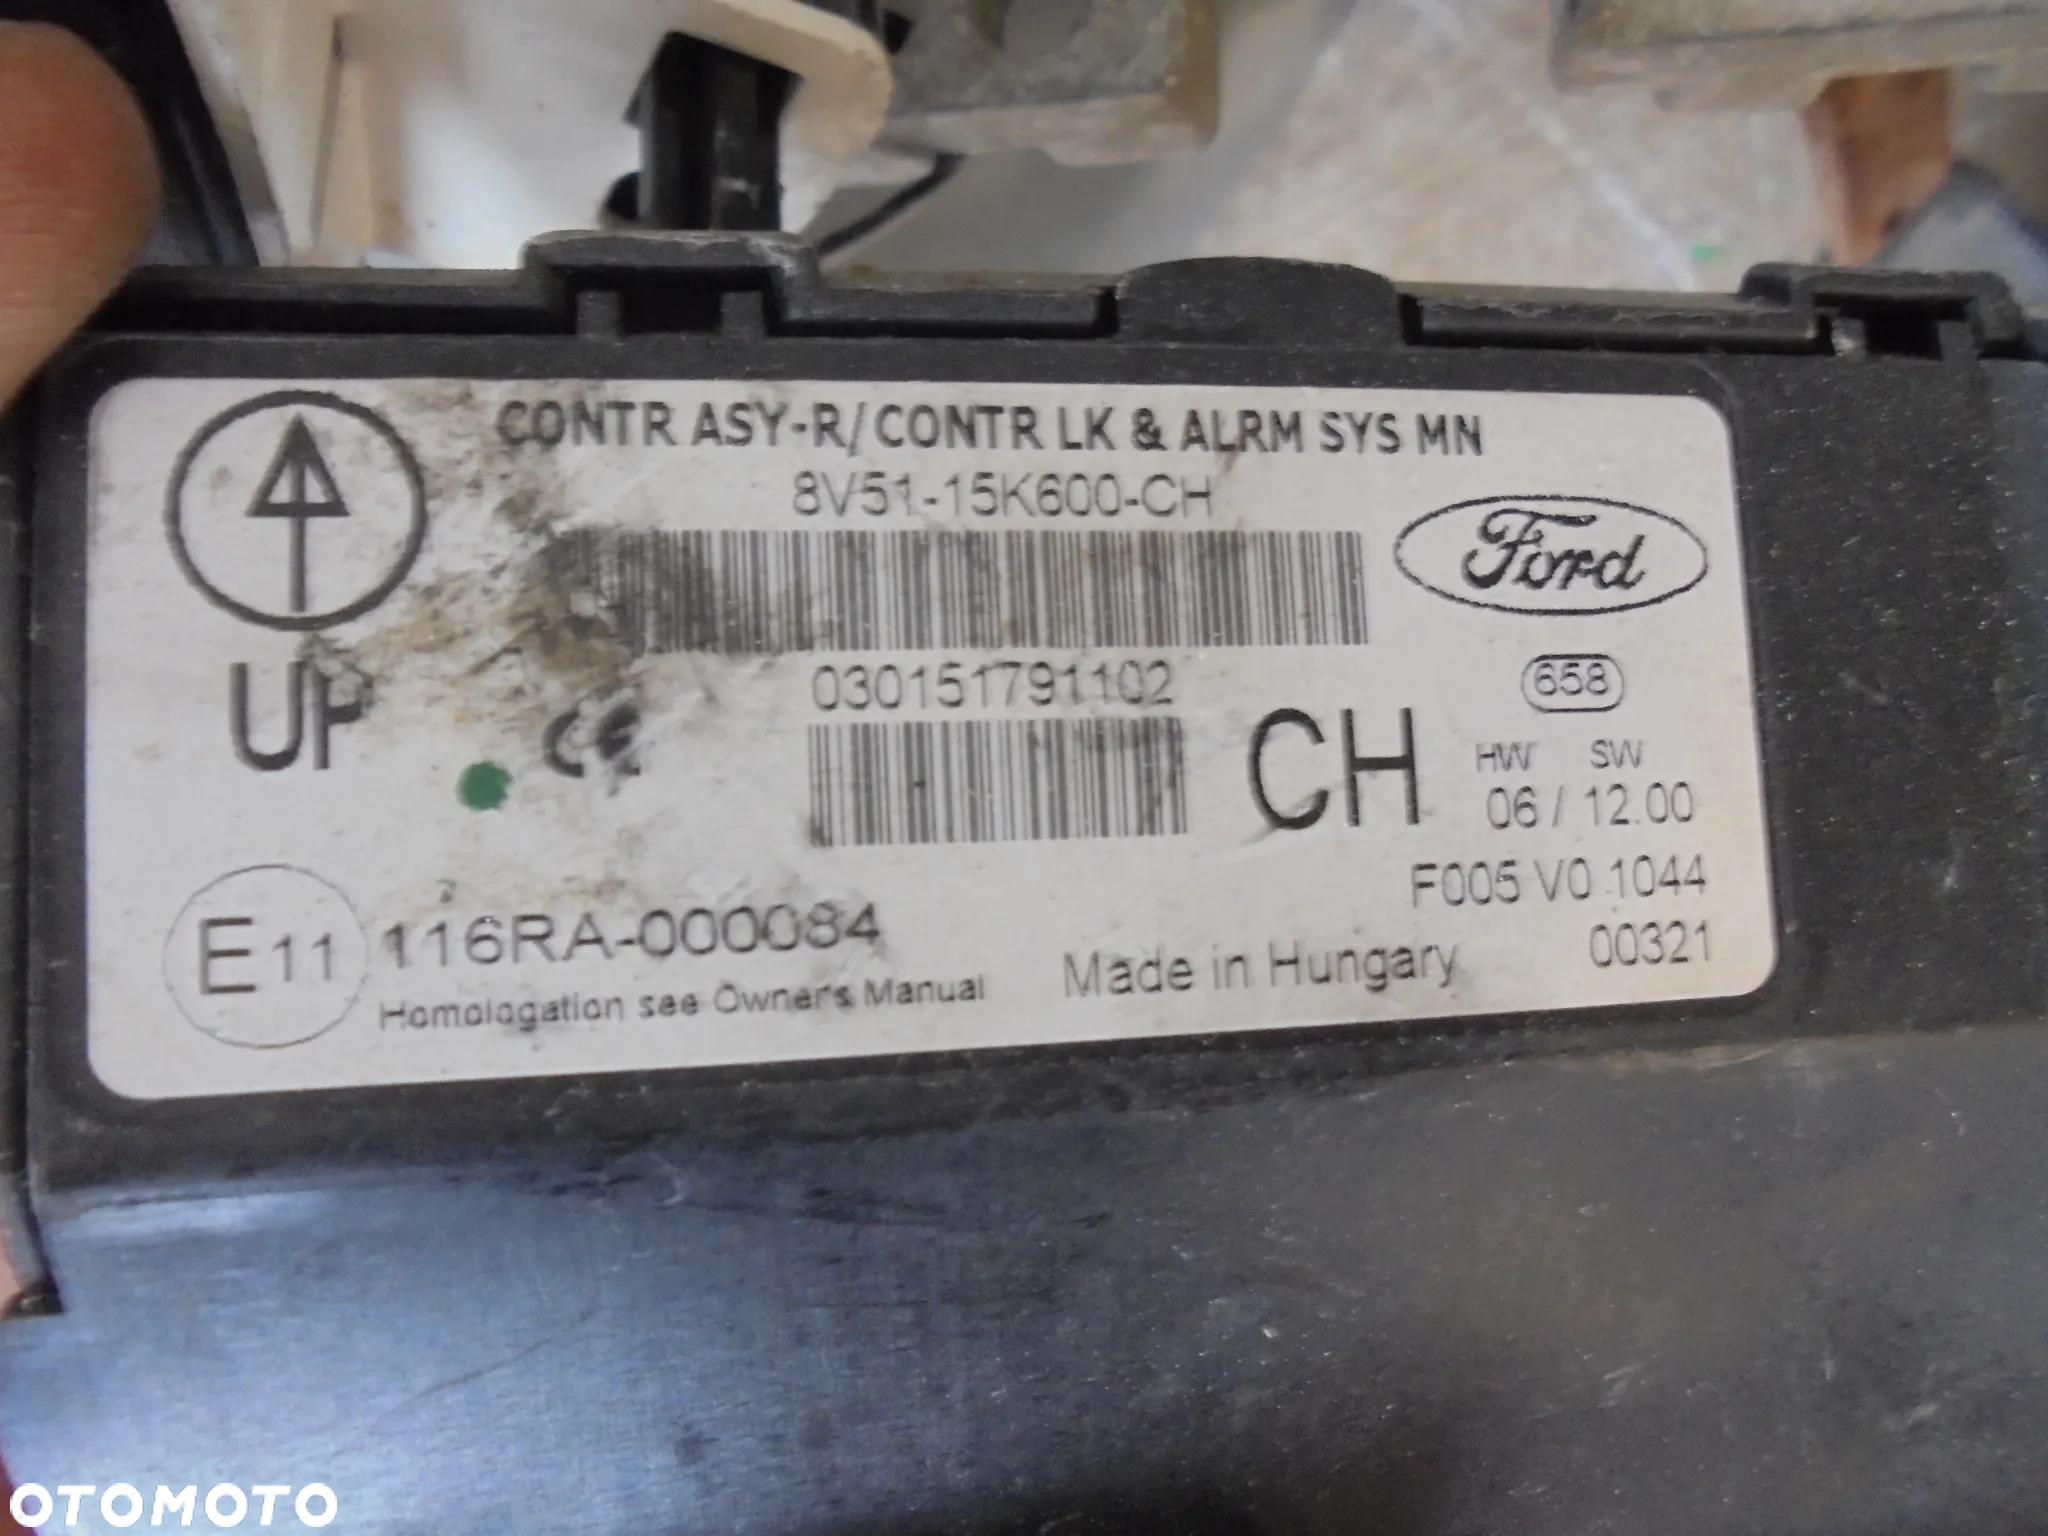 CONTR ASY-R/CONTR LK & ALRM SYS MN
8V51-15K600-CH
Ford
UP
CE
030151791102
CH
658
HW SW
06 / 12.00
F005 V0 1044
00321
E11 116RA-000084
Homologation see Owner's Manual
Made in Hungary
OTOMOTO